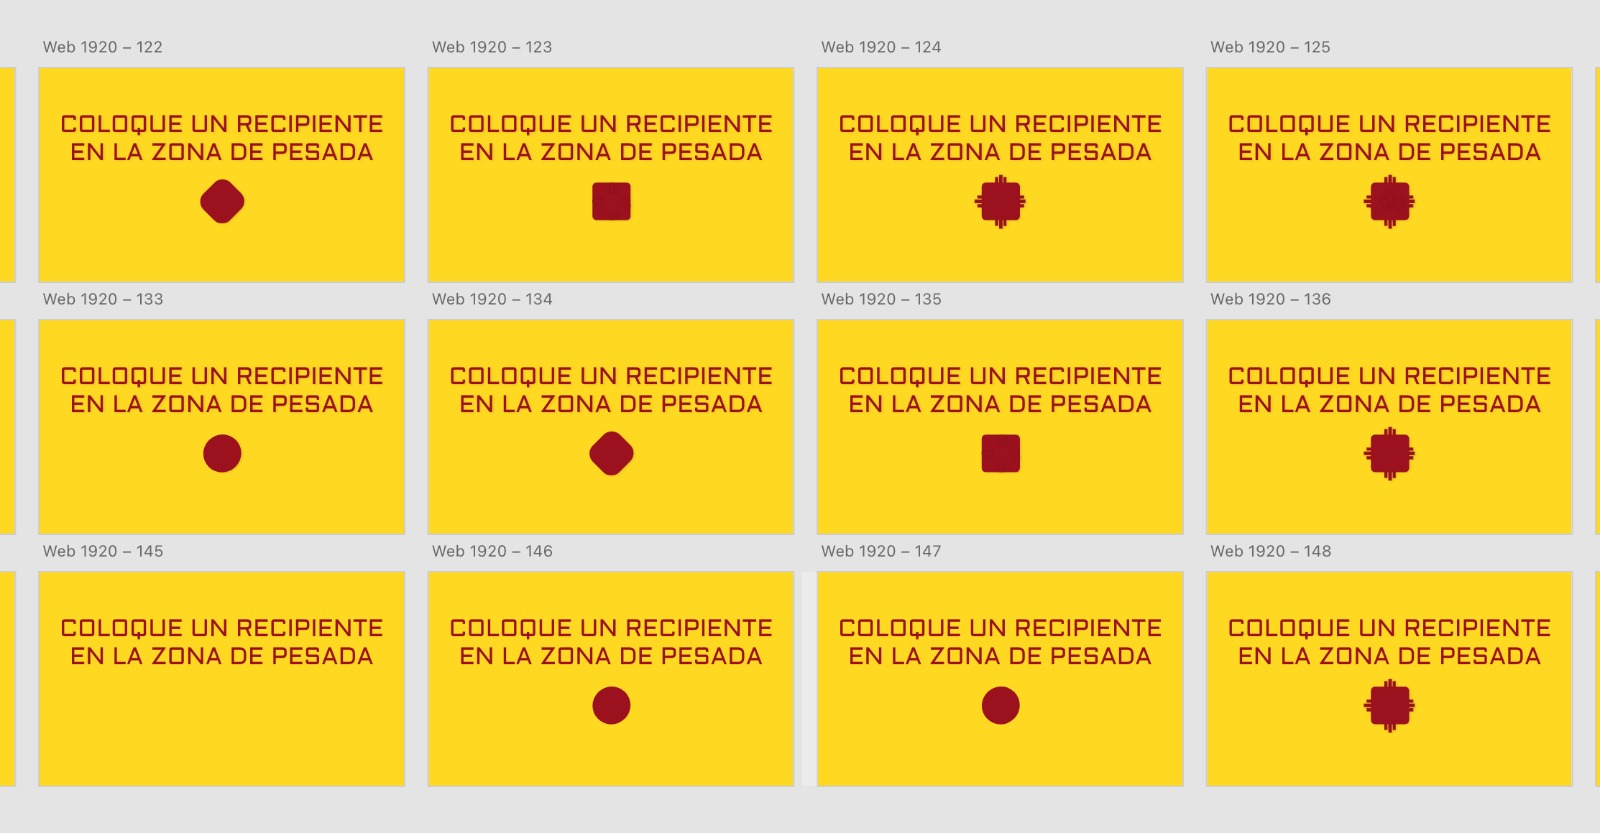 Web 1920 – 122
Web 1920 – 123
Web 1920 – 124
Web 1920 – 125
COLOQUE UN RECIPIENTE
EN LA ZONA DE PESADA
COLOQUE UN RECIPIENTE
EN LA ZONA DE PESADA
COLOQUE UN RECIPIENTE
EN LA ZONA DE PESADA
COLOQUE UN RECIPIENTE
EN LA ZONA DE PESADA
Web 1920 – 133
Web 1920 – 134
Web 1920 – 135
Web 1920 – 136
COLOQUE UN RECIPIENTE
EN LA ZONA DE PESADA
COLOQUE UN RECIPIENTE
EN LA ZONA DE PESADA
COLOQUE UN RECIPIENTE
EN LA ZONA DE PESADA
COLOQUE UN RECIPIENTE
EN LA ZONA DE PESADA
Web 1920 – 145
Web 1920 – 146
Web 1920 – 147
Web 1920 – 148
COLOQUE UN RECIPIENTE
EN LA ZONA DE PESADA
COLOQUE UN RECIPIENTE
EN LA ZONA DE PESADA
COLOQUE UN RECIPIENTE
EN LA ZONA DE PESADA
COLOQUE UN RECIPIENTE
EN LA ZONA DE PESADA